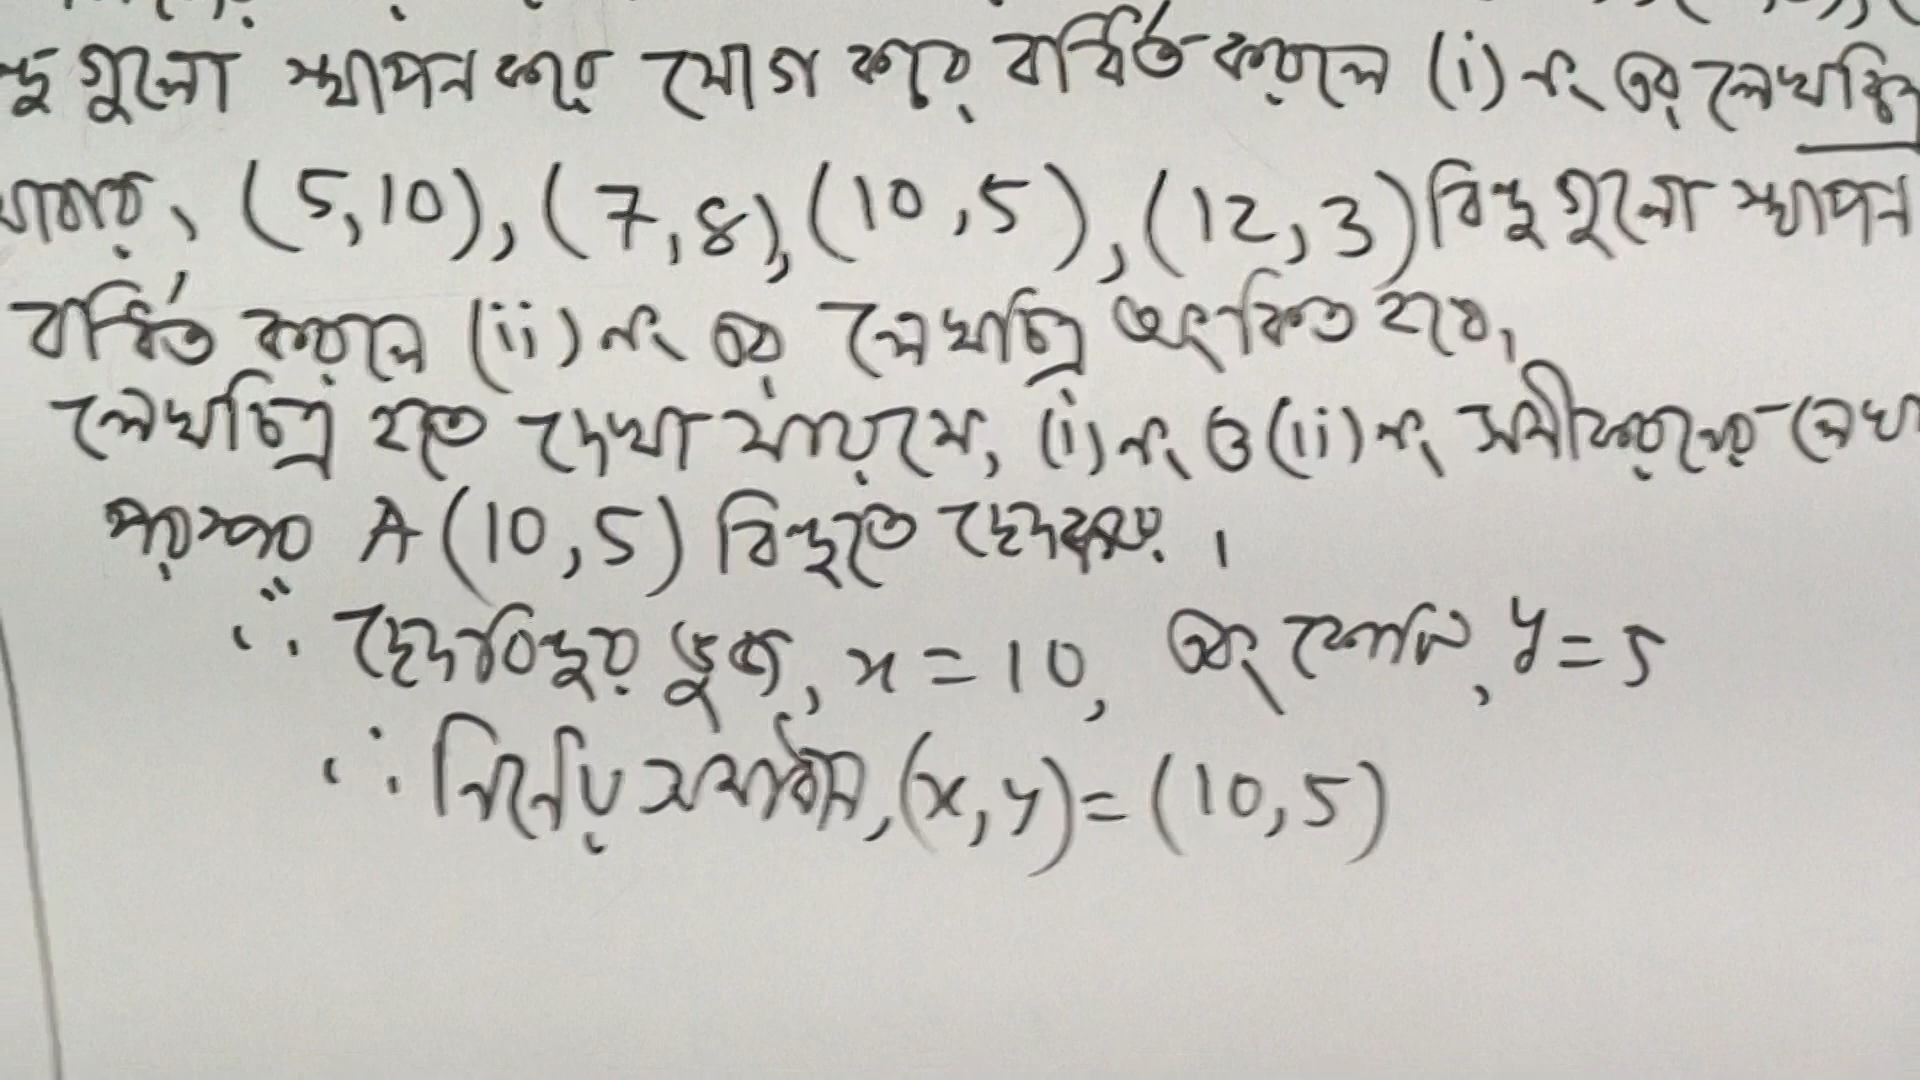 গুলো স্থাপন করে যোগ করে বর্ধিত করলে (i) নং এর লেখচিত্র
আবার, (5,10), (7,8), (10,5), (12,3) বিন্দুগুলো স্থাপন
বর্ধিত করলে (ii) নং এর লেখচিত্র অংকিত হবে।
লেখচিত্র হতে দেখা যায় যে, (i) নং ও (ii) নং সমীকরণের লেখ
পরস্পর A(10,5) বিন্দুতে ছেদ করে।
∴ ছেদবিন্দুর ভুজ, x = 10, এবং কোটি, y = 5
∴ নির্ণেয় সমাধান, (x,y) = (10,5)